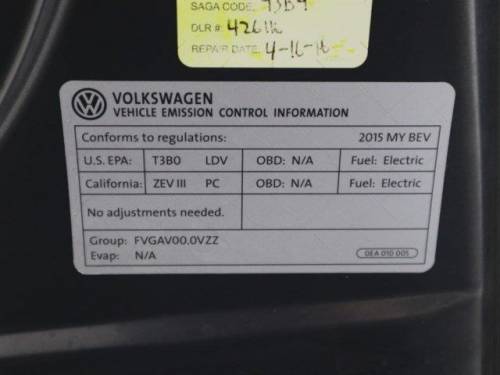 SAGA CODE: 93B9
DLR #: 42616
REPAIR DATE: 4-16-16
VOLKSWAGEN
VEHICLE EMISSION CONTROL INFORMATION
Conforms to regulations: 2015 MY BEV
U.S. EPA: T3B0 LDV OBD: N/A Fuel: Electric
California: ZEV III PC OBD: N/A Fuel: Electric
No adjustments needed.
Group: FVGAV00.0VZZ
Evap: N/A
0EA 010 005